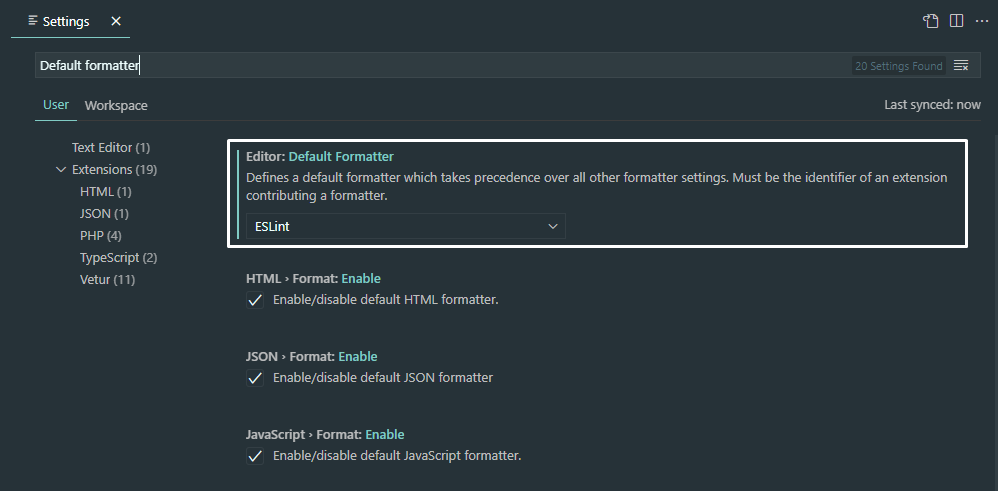 Settings
Default formatter
20 Settings Found
User
Workspace
Last synced: now
Text Editor (1)
Extensions (19)
HTML (1)
JSON (1)
PHP (4)
TypeScript (2)
Vetur (11)
Editor: Default Formatter
Defines a default formatter which takes precedence over all other formatter settings. Must be the identifier of an extension
contributing a formatter.
ESLint
HTML › Format: Enable
Enable/disable default HTML formatter.
JSON › Format: Enable
Enable/disable default JSON formatter
JavaScript › Format: Enable
Enable/disable default JavaScript formatter.